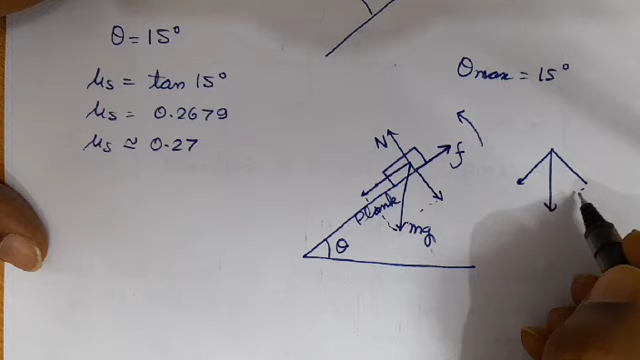 θ = 15°
μs = tan 15°
μs = 0.2679
μs ≃ 0.27
θmax = 15°
N
f
Plank
mg
θ